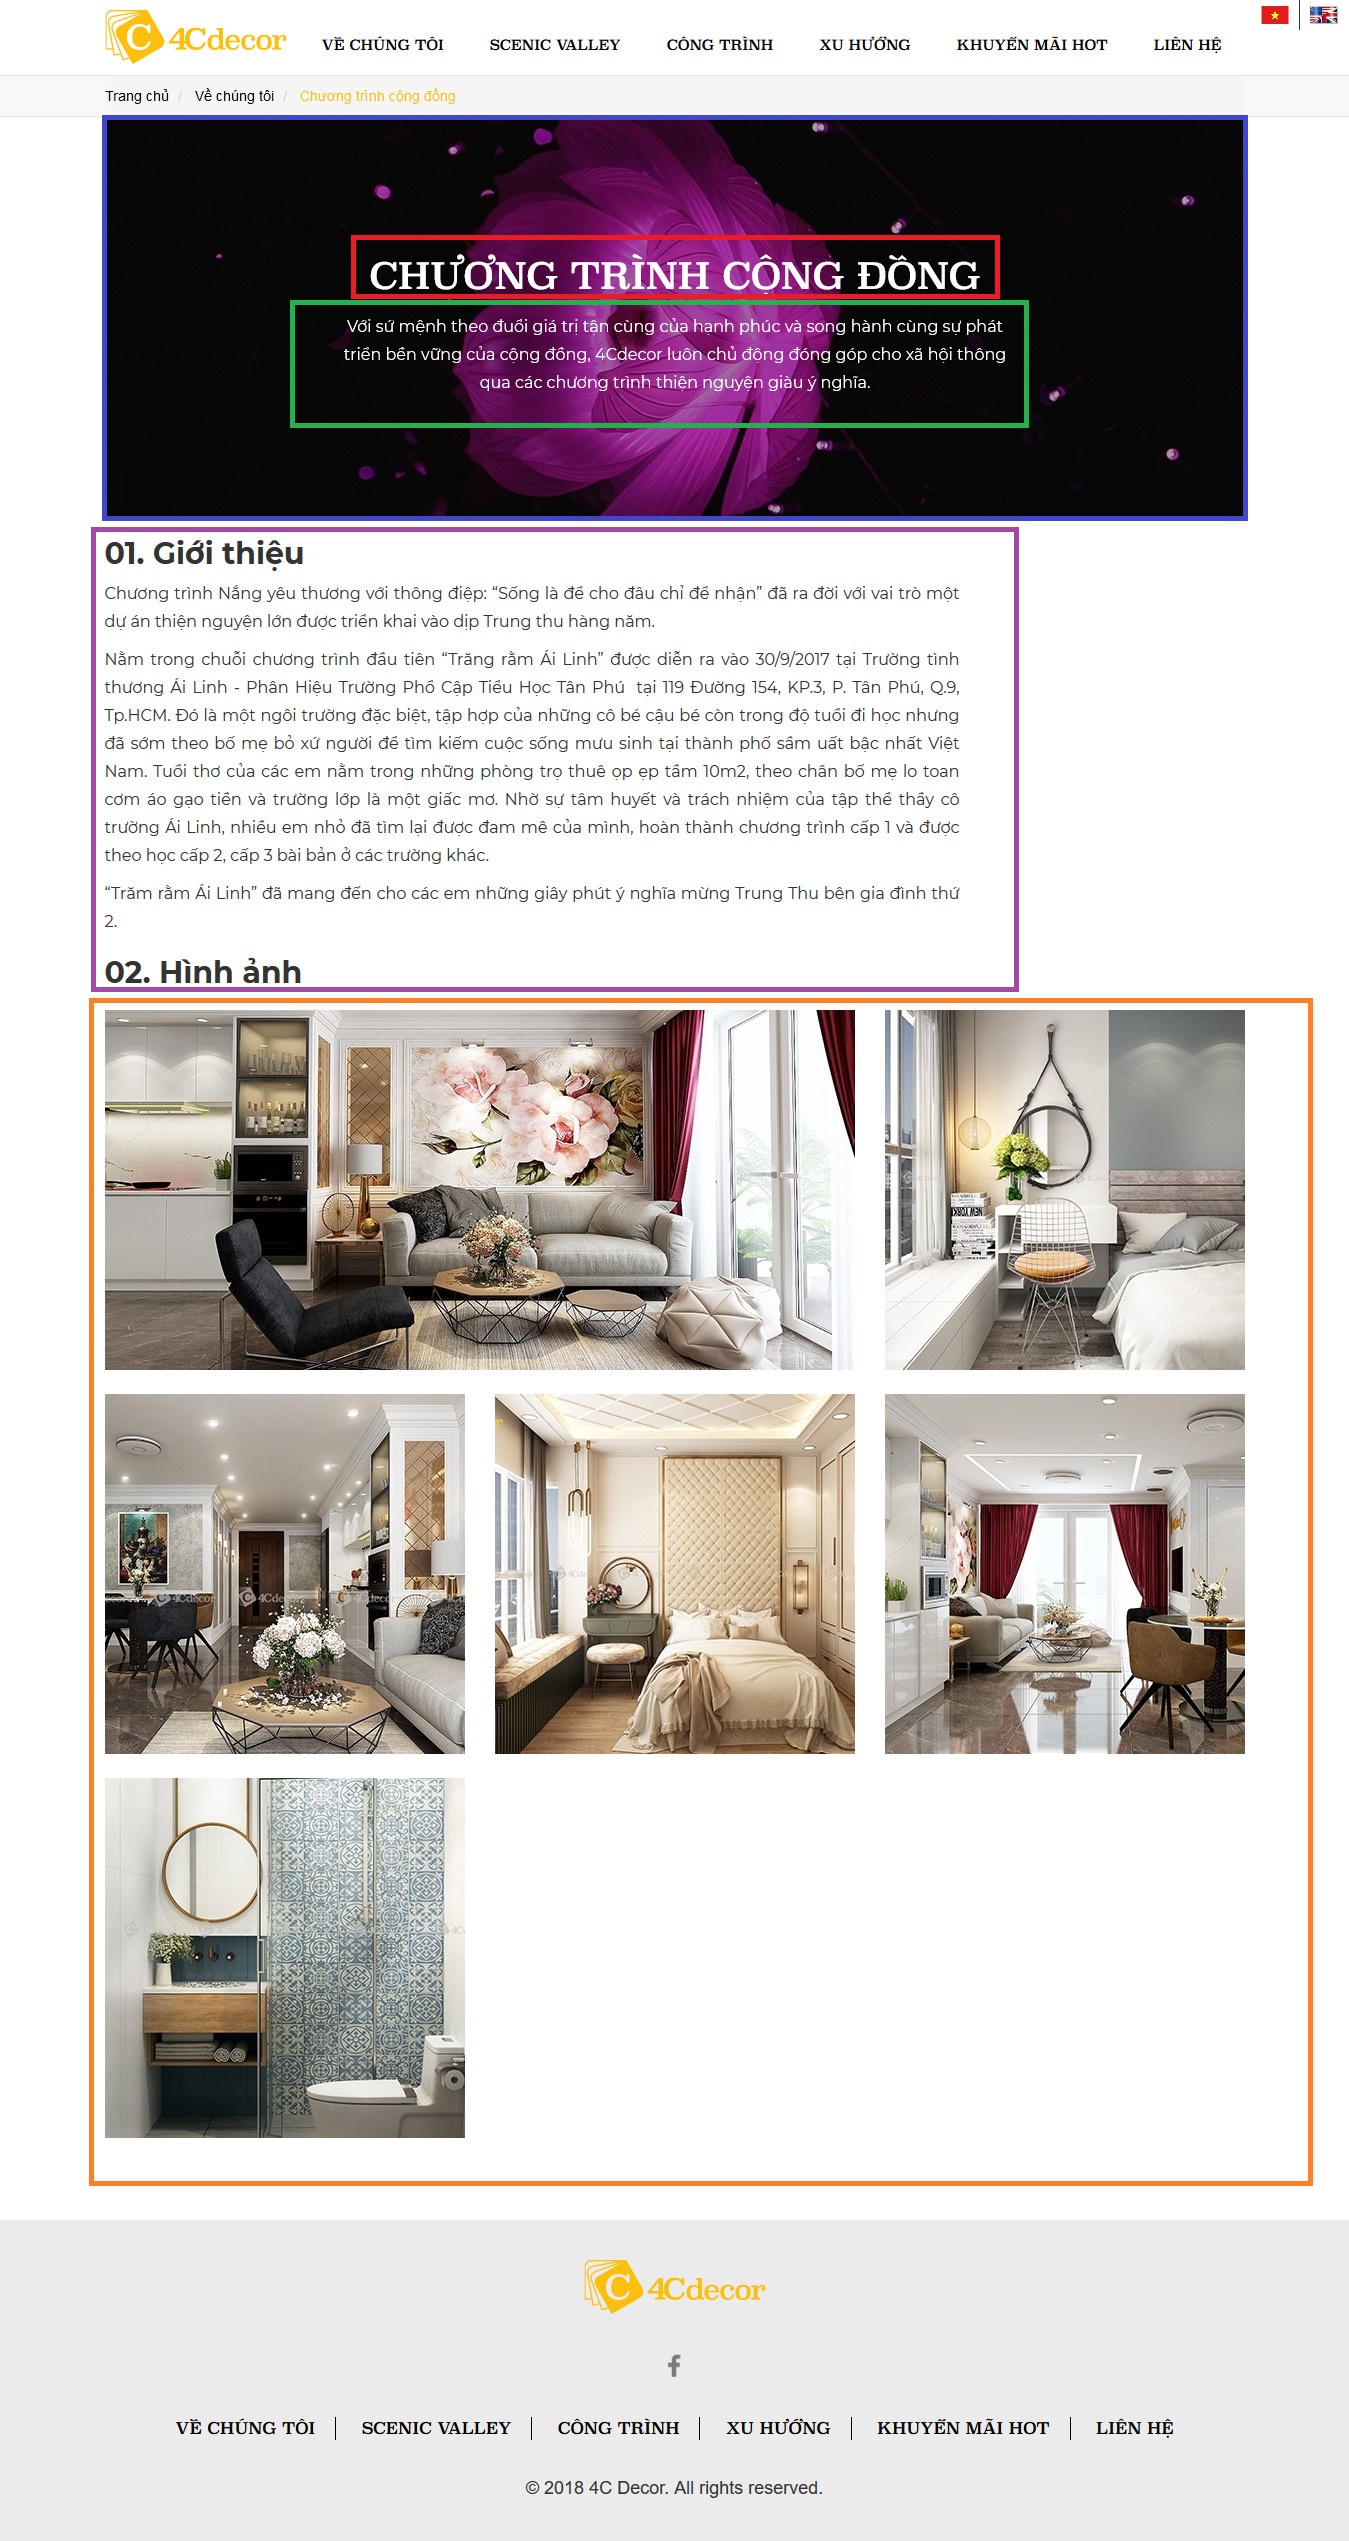 4Cdecor
VỀ CHÚNG TÔI
SCENIC VALLEY
CÔNG TRÌNH
XU HƯỚNG
KHUYẾN MÃI HOT
LIÊN HỆ
Trang chủ / Về chúng tôi / Chương trình cộng đồng
CHƯƠNG TRÌNH CỘNG ĐỒNG
Với sứ mệnh theo đuổi giá trị tận cùng của hạnh phúc và song hành cùng sự phát
triển bền vững của cộng đồng, 4Cdecor luôn chủ động đóng góp cho xã hội thông
qua các chương trình thiện nguyện giàu ý nghĩa.
01. Giới thiệu
Chương trình Nắng yêu thương với thông điệp: “Sống là để cho đâu chỉ để nhận” đã ra đời với vai trò một
dự án thiện nguyện lớn được triển khai vào dịp Trung thu hàng năm.
Nằm trong chuỗi chương trình đầu tiên “Trăng rằm Ái Linh” được diễn ra vào 30/9/2017 tại Trường tình
thương Ái Linh - Phân Hiệu Trường Phổ Cập Tiểu Học Tân Phú tại 119 Đường 154, KP.3, P. Tân Phú, Q.9,
Tp.HCM. Đó là một ngôi trường đặc biệt, tập hợp của những cô bé cậu bé còn trong độ tuổi đi học nhưng
đã sớm theo bố mẹ bỏ xứ người để tìm kiếm cuộc sống mưu sinh tại thành phố sầm uất bậc nhất Việt
Nam. Tuổi thơ của các em nằm trong những phòng trọ thuê ọp ẹp tầm 10m2, theo chân bố mẹ lo toan
cơm áo gạo tiền và trường lớp là một giấc mơ. Nhờ sự tâm huyết và trách nhiệm của tập thể thầy cô
trường Ái Linh, nhiều em nhỏ đã tìm lại được đam mê của mình, hoàn thành chương trình cấp 1 và được
theo học cấp 2, cấp 3 bài bản ở các trường khác.
“Trăm rằm Ái Linh” đã mang đến cho các em những giây phút ý nghĩa mừng Trung Thu bên gia đình thứ
2.
02. Hình ảnh
NEW YORK
4Cdecor
4Cdecor
4Cdecor
4Cdecor
4Cdecor
VỀ CHÚNG TÔI
SCENIC VALLEY
CÔNG TRÌNH
XU HƯỚNG
KHUYẾN MÃI HOT
LIÊN HỆ
© 2018 4C Decor. All rights reserved.